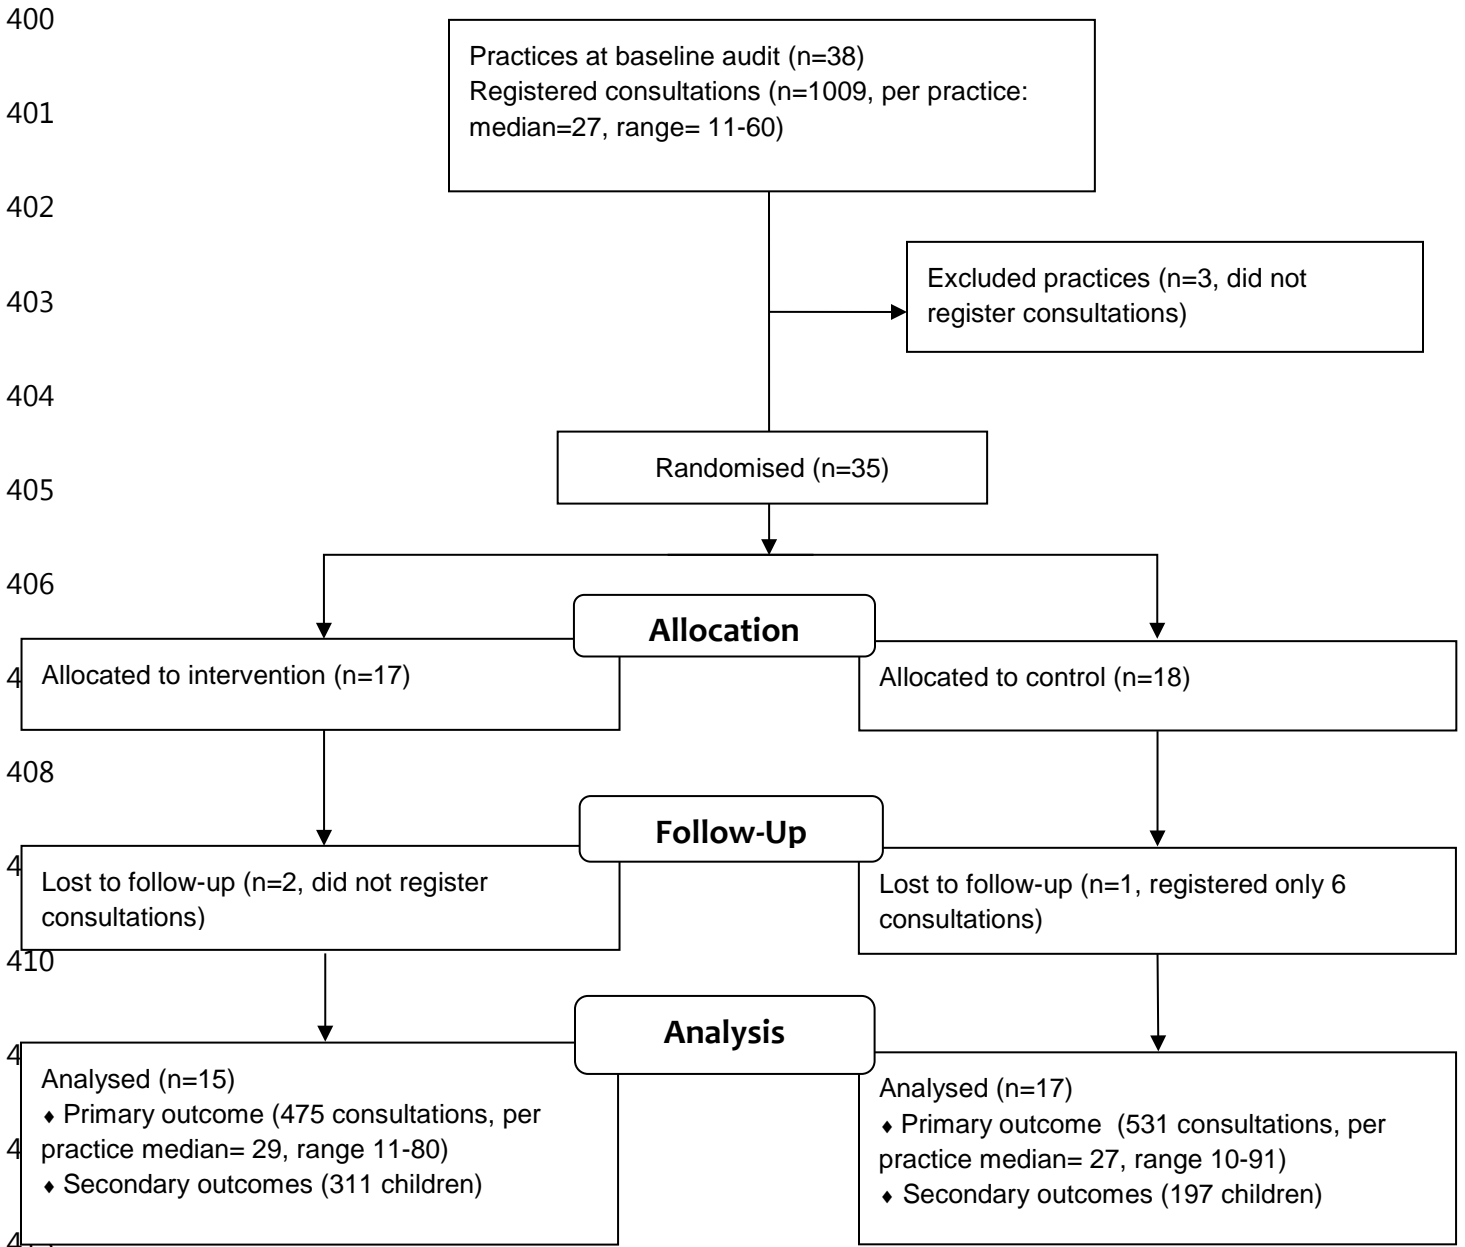 400
Practices at baseline audit (n=38)
Registered consultations (n=1009, per practice:
median=27, range= 11-60)
401
402
Excluded practices (n=3, did not
register consultations)
403
404
Randomised (n=35)
405
406
Allocation
4
Allocated to intervention (n=17)
Allocated to control (n=18)
408
Follow-Up
4
Lost to follow-up (n=2, did not register
consultations)
Lost to follow-up (n=1, registered only 6
consultations)
410
Analysis
4
Analysed (n=15)
♦ Primary outcome (475 consultations, per
4
practice median= 29, range 11-80)
♦ Secondary outcomes (311 children)
Analysed (n=17)
♦ Primary outcome  (531 consultations, per
practice median= 27, range 10-91)
♦ Secondary outcomes (197 children)